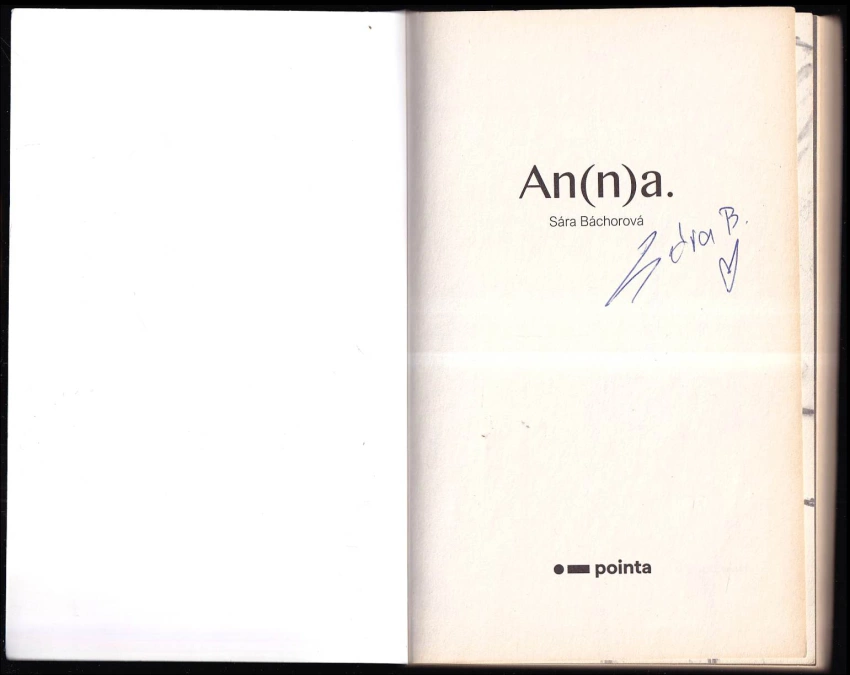 An(n)a.
Sára Báchorová
Sára B.
pointa